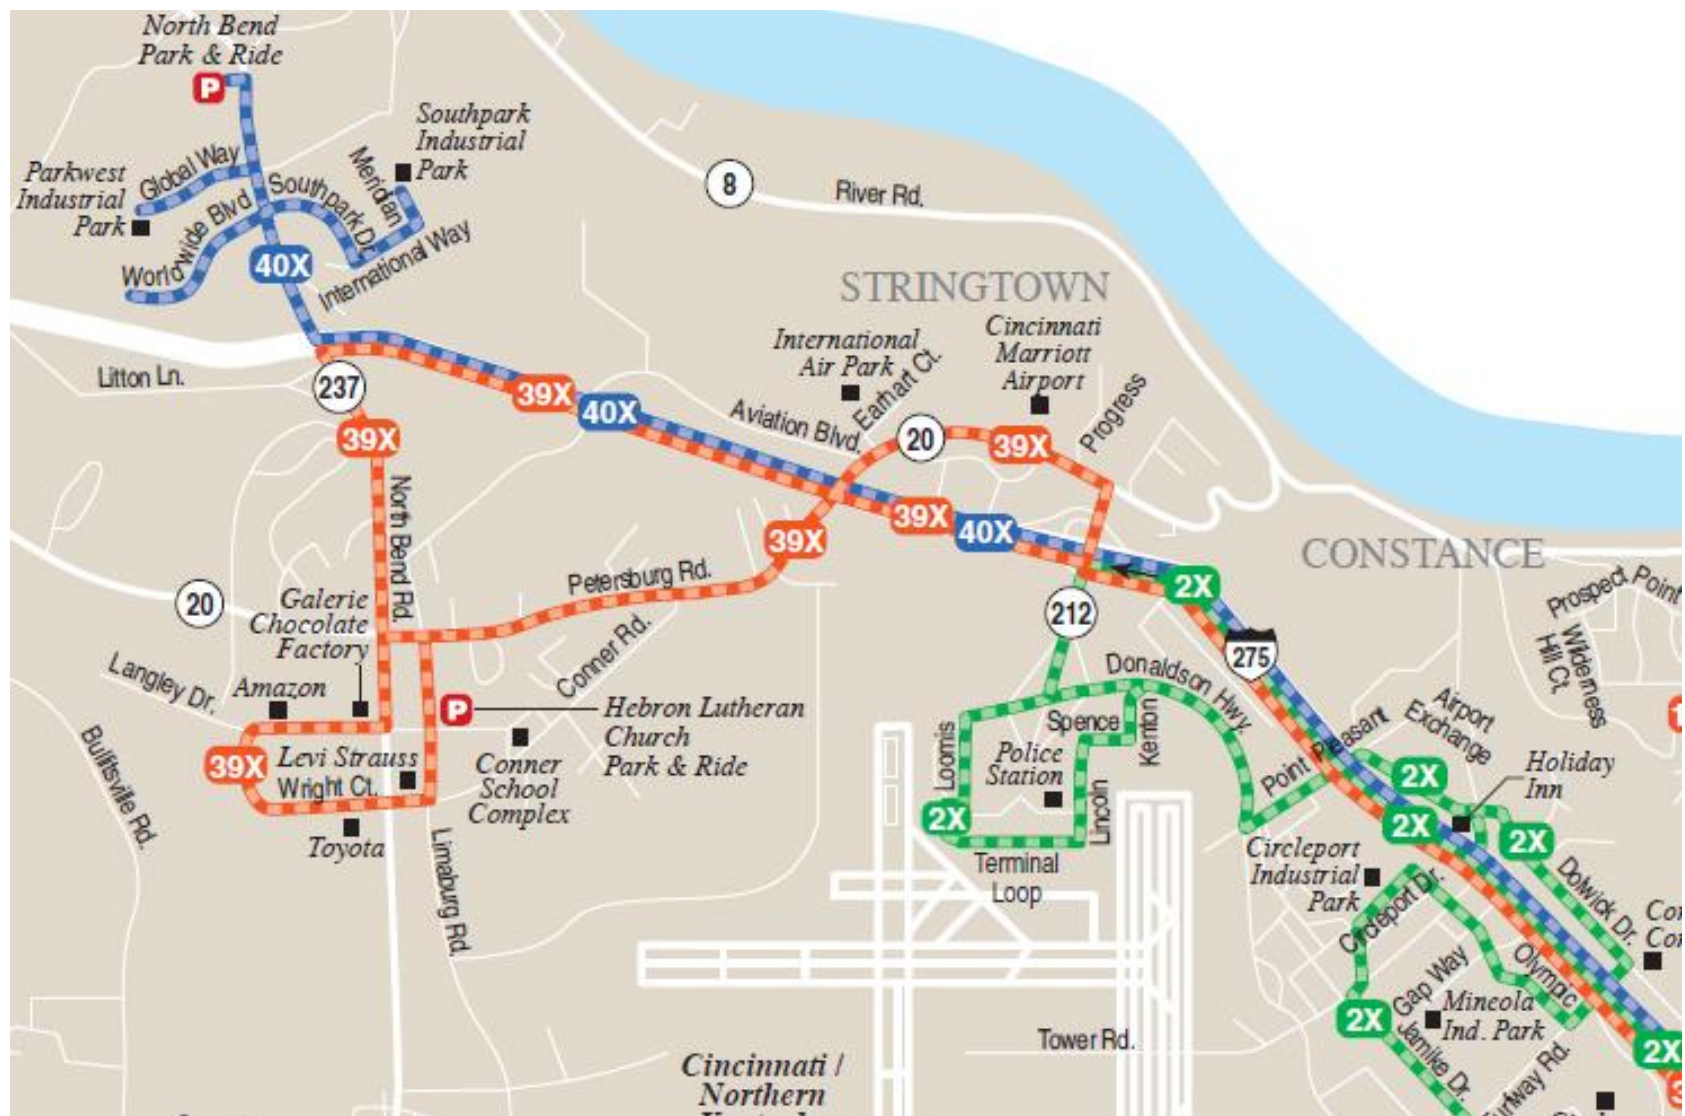 North Bend
Park & Ride
P
Southpark
Industrial
Park
Meridian
Global Way
Parkwest
Industrial
Park
Southpark Dr.
World wide Blvd
40X
International Way
8
River Rd.
STRINGTOWN
International
Air Park
Cincinnati
Marriott
Airport
Earhart Ct.
Litton Ln.
237
39X
40X
Aviation Blvd.
20
39X
Progress
39X
North Bend Rd.
39X
40X
39X
CONSTANCE
Petersburg Rd.
2X
20
Galerie
Chocolate
Factory
212
Prospect Point
Wilderness
Hill Ct.
275
Conner Rd.
Langley Dr.
Amazon
Donaldson Hwy.
P
Hebron Lutheran
Church
Park & Ride
Loomis
Spence
Kenton
Police
Station
Lincoln
Point Pleasant
Airport
Exchange
Bullitsville Rd.
39X
Levi Strauss
Wright Ct.
Conner
School
Complex
2X
Holiday
Inn
Toyota
2X
Terminal
Loop
2X
2X
Limaburg Rd.
Circleport
Industrial
Park
Circleport Dr.
Dolwick Dr.
Gap Way
Olympic
2X
Mineola
Ind. Park
Jamike Dr.
Tower Rd.
2X
Cincinnati /
Northern